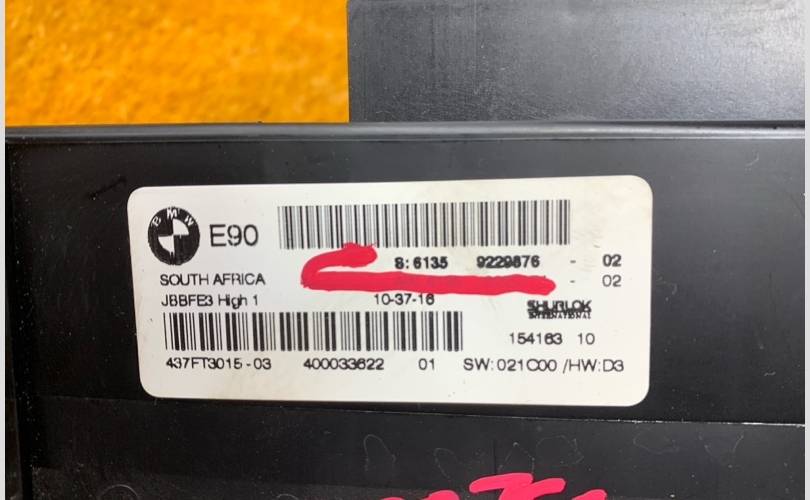 BMW E90
S: 6135 9229876 - 02
- 02
SOUTH AFRICA
JBBFE3 High 1 10-37-16
SHURLOK
INTERNATIONAL
154163 10
437FT3015-03 400033622 01 SW:021C00 /HW:D3